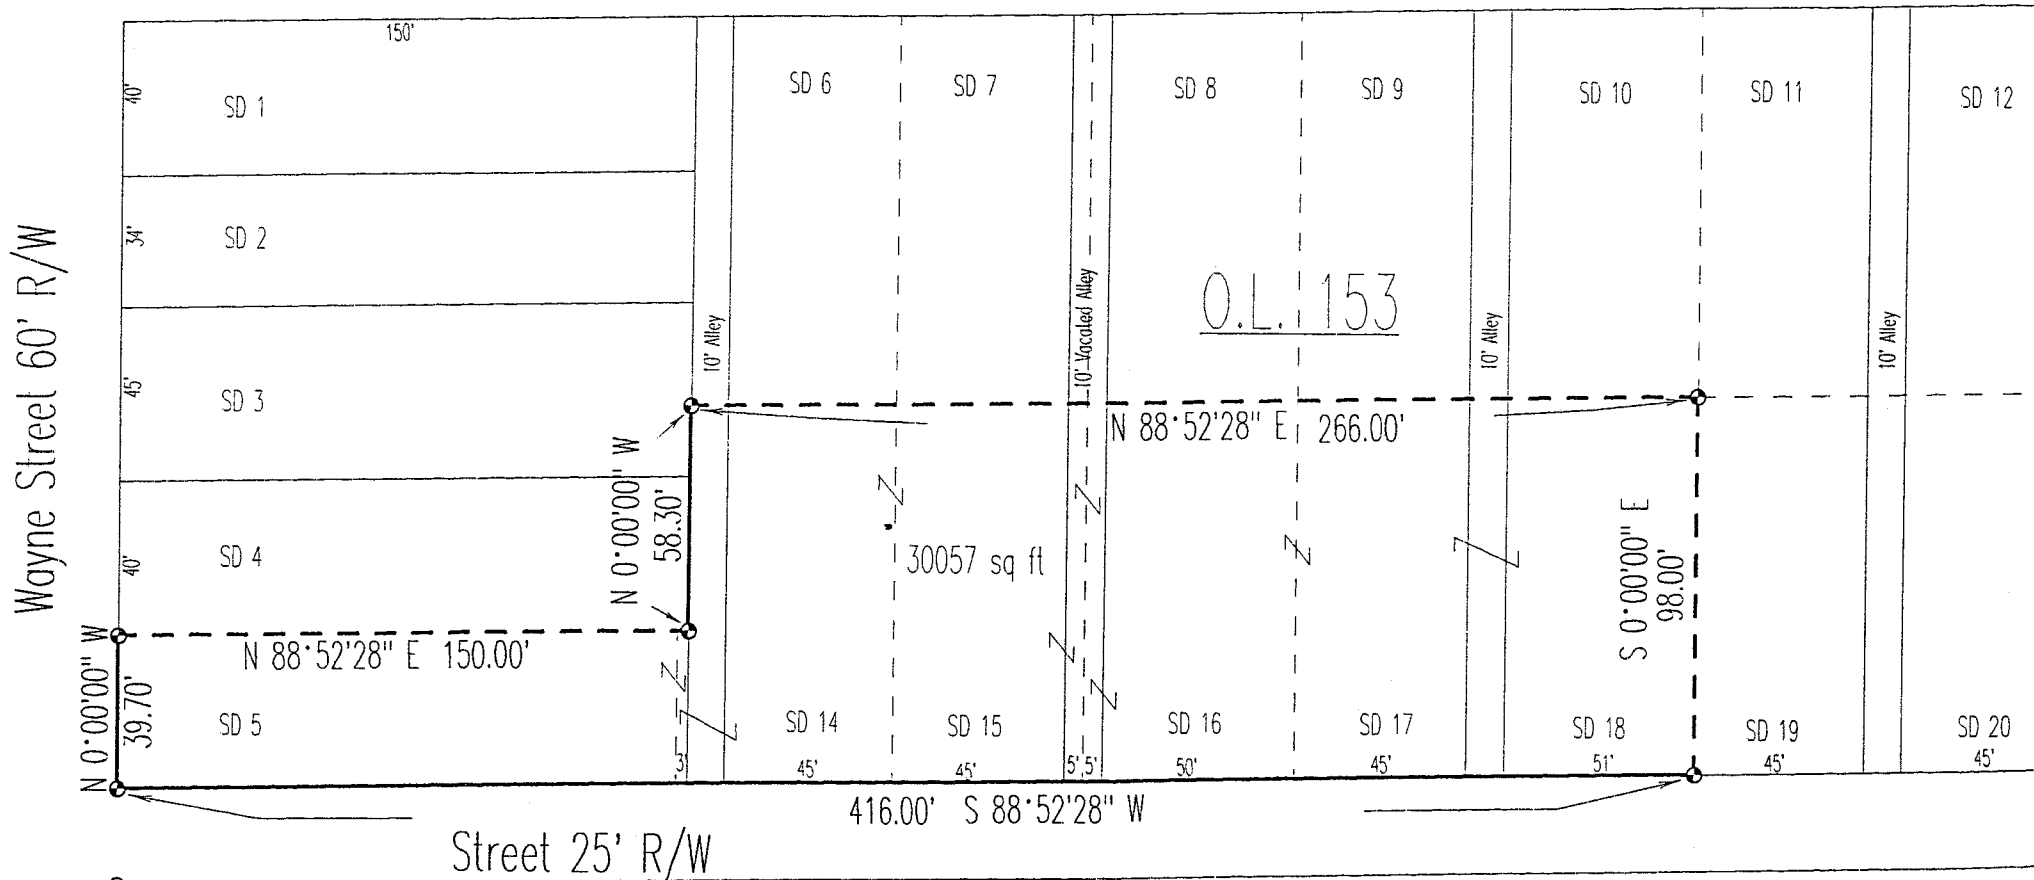 150'
40'
SD 1
SD 6
SD 7
SD 8
SD 9
SD 10
SD 11
SD 12
34'
SD 2
Wayne Street 60' R/W
45'
SD 3
10' Alley
10' Vacated Alley
O.L. 153
10' Alley
10' Alley
N 88°52'28" E 266.00'
N 0°00'00" W
58.30'
40'
SD 4
30057 sq ft
S 0°00'00" E
98.00'
N 88°52'28" E 150.00'
N 0°00'00" W
39.70'
SD 5
SD 14
SD 15
SD 16
SD 17
SD 18
SD 19
SD 20
3'
45'
45'
5'
5'
50'
45'
51'
45'
45'
416.00' S 88°52'28" W
Street 25' R/W